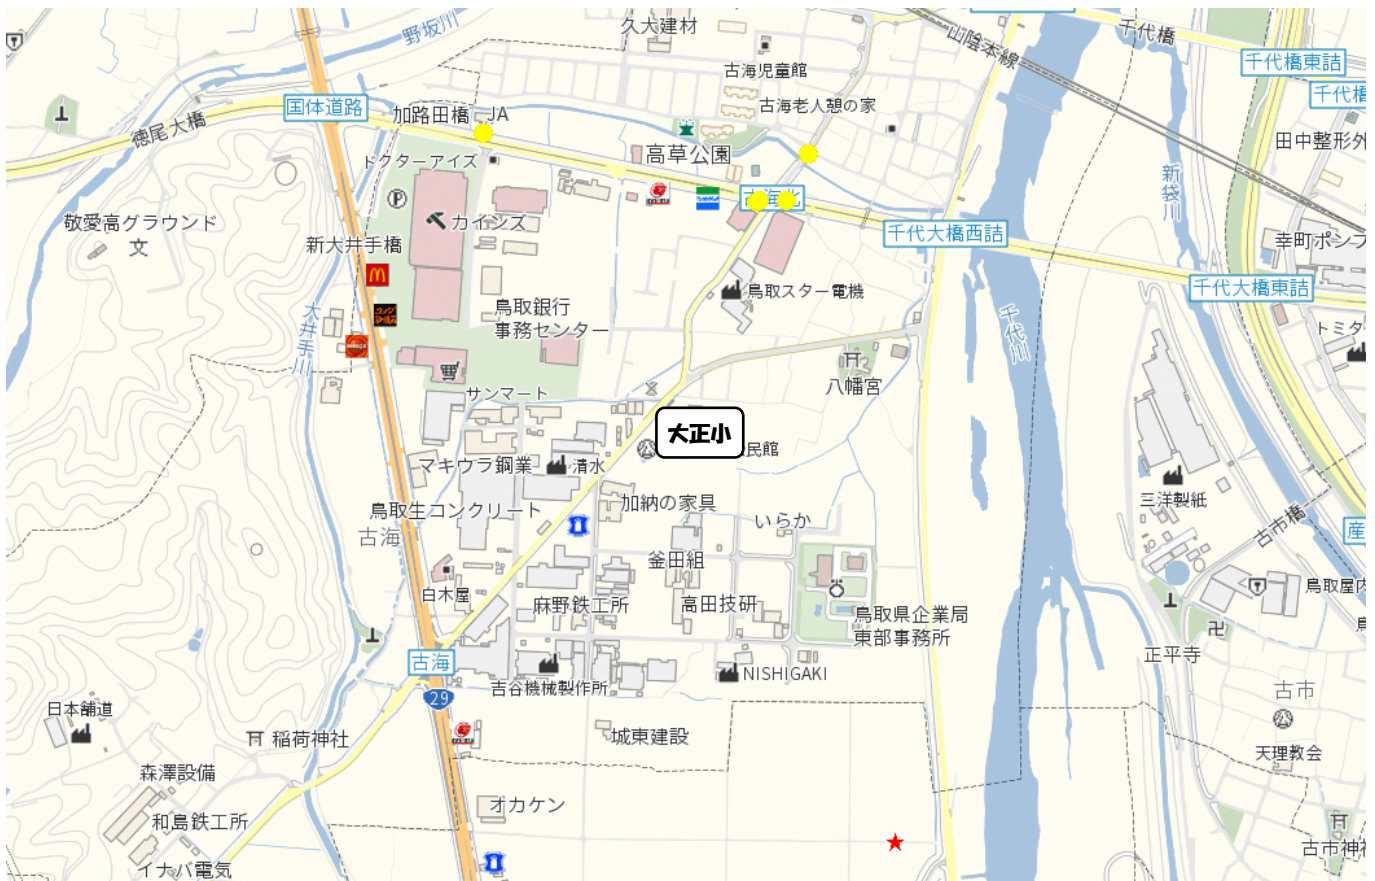 久大建材
野坂川
山陰本線
千代橋
千代橋東詰
古海児童館
千代橋
国体道路
加路田橋
JA
古海老人憩の家
徳尾大橋
田中整形外
ドクターアイズ
高草公園
新袋川
古海北
敬愛高グラウンド
カインズ
千代大橋西詰
新大井手橋
幸町ポンプ
千代大橋東詰
鳥取スター電機
大井手川
鳥取銀行
事務センター
千代川
トミタ
八幡宮
サンマート
大正小
民館
マキウラ鋼業
清水
加納の家具
三洋製紙
鳥取生コンクリート
いらか
古海
古市橋
産
釜田組
白木屋
麻野鉄工所
高田技研
鳥取県企業局
東部事務所
鳥取屋内
正平寺
古海
NISHIGAKI
吉谷機械製作所
29
古市
日本舗道
稲荷神社
城東建設
天理教会
森澤設備
オカケン
和島鉄工所
古市神社
イナバ電気